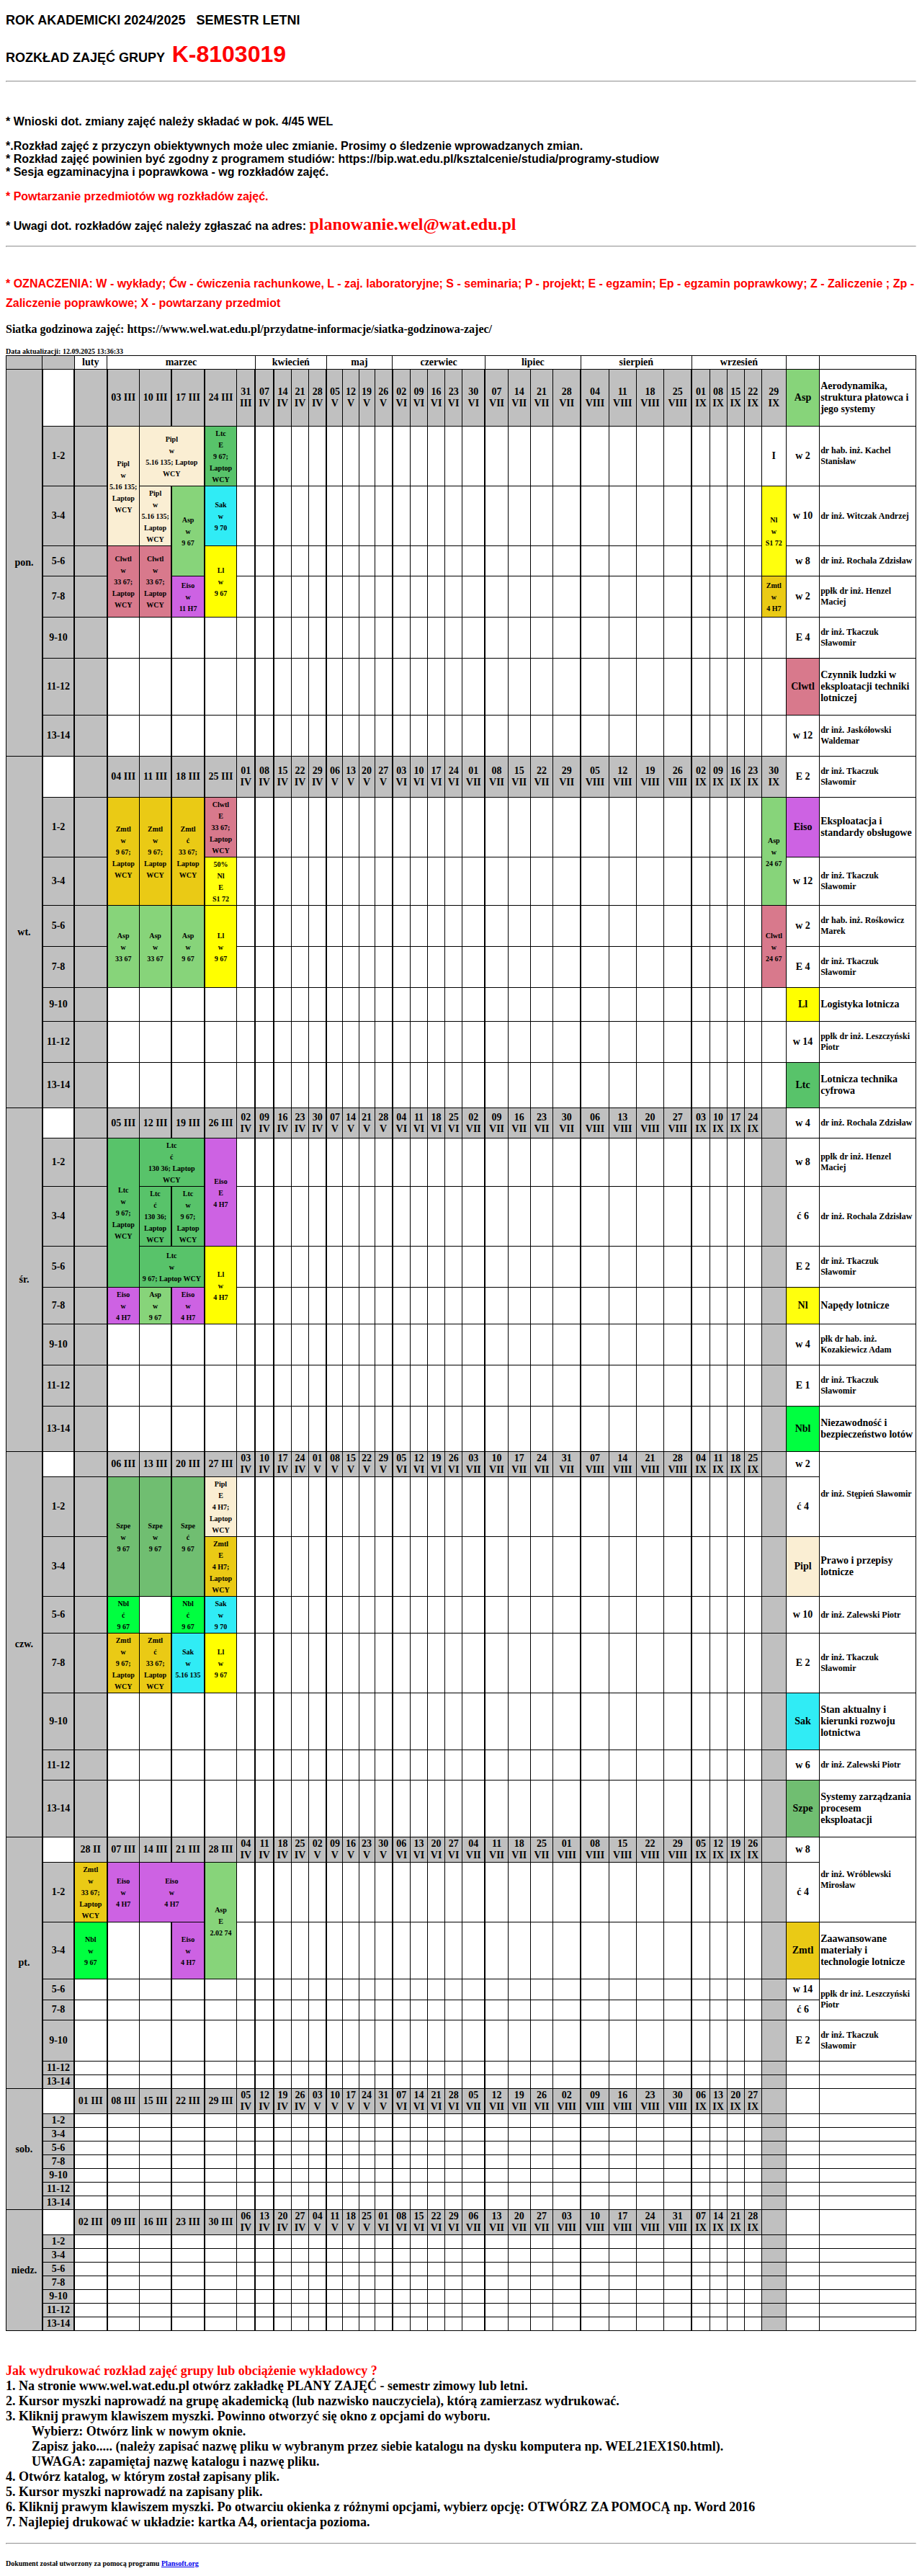 ROK AKADEMICKI 2024/2025 SEMESTR LETNI
ROZKŁAD ZAJĘĆ GRUPY K-8103019
* Wnioski dot. zmiany zajęć należy składać w pok. 4/45 WEL
*.Rozkład zajęć z przyczyn obiektywnych może ulec zmianie. Prosimy o śledzenie wprowadzanych zmian.
* Rozkład zajęć powinien być zgodny z programem studiów: https://bip.wat.edu.pl/ksztalcenie/studia/programy-studiow
* Sesja egzaminacyjna i poprawkowa - wg rozkładów zajęć.
* Powtarzanie przedmiotów wg rozkładów zajęć.
* Uwagi dot. rozkładów zajęć należy zgłaszać na adres: planowanie.wel@wat.edu.pl
* OZNACZENIA: W - wykłady; Ćw - ćwiczenia rachunkowe, L - zaj. laboratoryjne; S - seminaria; P - projekt; E - egzamin; Ep - egzamin poprawkowy; Z - Zaliczenie ; Zp -
Zaliczenie poprawkowe; X - powtarzany przedmiot
Siatka godzinowa zajęć: https://www.wel.wat.edu.pl/przydatne-informacje/siatka-godzinowa-zajec/
Data aktualizacji: 12.09.2025 13:36:33
luty marzec kwiecień maj czerwiec lipiec sierpień wrzesień
pon. 03 III 10 III 17 III 24 III 31 III 07 IV 14 IV 21 IV 28 IV 05 V 12 V 19 V 26 V 02 VI 09 VI 16 VI 23 VI 30 VI 07 VII 14 VII 21 VII 28 VII 04 VIII 11 VIII 18 VIII 25 VIII 01 IX 08 IX 15 IX 22 IX 29 IX Asp Aerodynamika, struktura płatowca i jego systemy
1-2 Pipl w 5.16 135; Laptop WCY Pipl w 5.16 135; Laptop WCY Ltc E 9 67; Laptop WCY I w 2 dr hab. inż. Kachel Stanisław
3-4 Pipl w 5.16 135; Laptop WCY Asp w 9 67 Sak w 9 70 Nl w S1 72 w 10 dr inż. Witczak Andrzej
5-6 Clwtl w 33 67; Laptop WCY Clwtl w 33 67; Laptop WCY Ll w 9 67 w 8 dr inż. Rochala Zdzisław
7-8 Eiso w 11 H7 Zmtl w 4 H7 w 2 ppłk dr inż. Henzel Maciej
9-10 E 4 dr inż. Tkaczuk Sławomir
11-12 Clwtl Czynnik ludzki w eksploatacji techniki lotniczej
13-14 w 12 dr inż. Jaskółowski Waldemar
wt. 04 III 11 III 18 III 25 III 01 IV 08 IV 15 IV 22 IV 29 IV 06 V 13 V 20 V 27 V 03 VI 10 VI 17 VI 24 VI 01 VII 08 VII 15 VII 22 VII 29 VII 05 VIII 12 VIII 19 VIII 26 VIII 02 IX 09 IX 16 IX 23 IX 30 IX E 2 dr inż. Tkaczuk Sławomir
1-2 Zmtl w 9 67; Laptop WCY Zmtl w 9 67; Laptop WCY Zmtl ć 33 67; Laptop WCY Clwtl E 33 67; Laptop WCY Asp w 24 67 Eiso Eksploatacja i standardy obsługowe
3-4 50% Nl E S1 72 w 12 dr inż. Tkaczuk Sławomir
5-6 Asp w 33 67 Asp w 33 67 Asp w 9 67 Ll w 9 67 Clwtl w 24 67 w 2 dr hab. inż. Rośkowicz Marek
7-8 E 4 dr inż. Tkaczuk Sławomir
9-10 Ll Logistyka lotnicza
11-12 w 14 ppłk dr inż. Leszczyński Piotr
13-14 Ltc Lotnicza technika cyfrowa
śr. 05 III 12 III 19 III 26 III 02 IV 09 IV 16 IV 23 IV 30 IV 07 V 14 V 21 V 28 V 04 VI 11 VI 18 VI 25 VI 02 VII 09 VII 16 VII 23 VII 30 VII 06 VIII 13 VIII 20 VIII 27 VIII 03 IX 10 IX 17 IX 24 IX w 4 dr inż. Rochala Zdzisław
1-2 Ltc w 9 67; Laptop WCY Ltc ć 130 36; Laptop WCY Eiso E 4 H7 w 8 ppłk dr inż. Henzel Maciej
3-4 Ltc ć 130 36; Laptop WCY Ltc w 9 67; Laptop WCY ć 6 dr inż. Rochala Zdzisław
5-6 Ltc w 9 67; Laptop WCY Ll w 4 H7 E 2 dr inż. Tkaczuk Sławomir
7-8 Eiso w 4 H7 Asp w 9 67 Eiso w 4 H7 Nl Napędy lotnicze
9-10 w 4 płk dr hab. inż. Kozakiewicz Adam
11-12 E 1 dr inż. Tkaczuk Sławomir
13-14 Nbl Niezawodność i bezpieczeństwo lotów
czw. 06 III 13 III 20 III 27 III 03 IV 10 IV 17 IV 24 IV 01 V 08 V 15 V 22 V 29 V 05 VI 12 VI 19 VI 26 VI 03 VII 10 VII 17 VII 24 VII 31 VII 07 VIII 14 VIII 21 VIII 28 VIII 04 IX 11 IX 18 IX 25 IX w 2 dr inż. Stępień Sławomir
1-2 Szpe w 9 67 Szpe w 9 67 Szpe ć 9 67 Pipl E 4 H7; Laptop WCY ć 4
3-4 Zmtl E 4 H7; Laptop WCY Pipl Prawo i przepisy lotnicze
5-6 Nbl ć 9 67 Nbl ć 9 67 Sak w 9 70 w 10 dr inż. Zalewski Piotr
7-8 Zmtl w 9 67; Laptop WCY Zmtl ć 33 67; Laptop WCY Sak w 5.16 135 Ll w 9 67 E 2 dr inż. Tkaczuk Sławomir
9-10 Sak Stan aktualny i kierunki rozwoju lotnictwa
11-12 w 6 dr inż. Zalewski Piotr
13-14 Szpe Systemy zarządzania procesem eksploatacji
pt. 28 II 07 III 14 III 21 III 28 III 04 IV 11 IV 18 IV 25 IV 02 V 09 V 16 V 23 V 30 V 06 VI 13 VI 20 VI 27 VI 04 VII 11 VII 18 VII 25 VII 01 VIII 08 VIII 15 VIII 22 VIII 29 VIII 05 IX 12 IX 19 IX 26 IX w 8 dr inż. Wróblewski Mirosław
1-2 Zmtl w 33 67; Laptop WCY Eiso w 4 H7 Eiso w 4 H7 Asp E 2.02 74 ć 4
3-4 Nbl w 9 67 Eiso w 4 H7 Zmtl Zaawansowane materiały i technologie lotnicze
5-6 w 14 ppłk dr inż. Leszczyński Piotr
7-8 ć 6
9-10 E 2 dr inż. Tkaczuk Sławomir
11-12
13-14
sob. 01 III 08 III 15 III 22 III 29 III 05 IV 12 IV 19 IV 26 IV 03 V 10 V 17 V 24 V 31 V 07 VI 14 VI 21 VI 28 VI 05 VII 12 VII 19 VII 26 VII 02 VIII 09 VIII 16 VIII 23 VIII 30 VIII 06 IX 13 IX 20 IX 27 IX
1-2
3-4
5-6
7-8
9-10
11-12
13-14
niedz. 02 III 09 III 16 III 23 III 30 III 06 IV 13 IV 20 IV 27 IV 04 V 11 V 18 V 25 V 01 VI 08 VI 15 VI 22 VI 29 VI 06 VII 13 VII 20 VII 27 VII 03 VIII 10 VIII 17 VIII 24 VIII 31 VIII 07 IX 14 IX 21 IX 28 IX
1-2
3-4
5-6
7-8
9-10
11-12
13-14
Jak wydrukować rozkład zajęć grupy lub obciążenie wykładowcy ?
1. Na stronie www.wel.wat.edu.pl otwórz zakładkę PLANY ZAJĘĆ - semestr zimowy lub letni.
2. Kursor myszki naprowadź na grupę akademicką (lub nazwisko nauczyciela), którą zamierzasz wydrukować.
3. Kliknij prawym klawiszem myszki. Powinno otworzyć się okno z opcjami do wyboru.
Wybierz: Otwórz link w nowym oknie.
Zapisz jako..... (należy zapisać nazwę pliku w wybranym przez siebie katalogu na dysku komputera np. WEL21EX1S0.html).
UWAGA: zapamiętaj nazwę katalogu i nazwę pliku.
4. Otwórz katalog, w którym został zapisany plik.
5. Kursor myszki naprowadź na zapisany plik.
6. Kliknij prawym klawiszem myszki. Po otwarciu okienka z różnymi opcjami, wybierz opcję: OTWÓRZ ZA POMOCĄ np. Word 2016
7. Najlepiej drukować w układzie: kartka A4, orientacja pozioma.
Dokument został utworzony za pomocą programu Plansoft.org